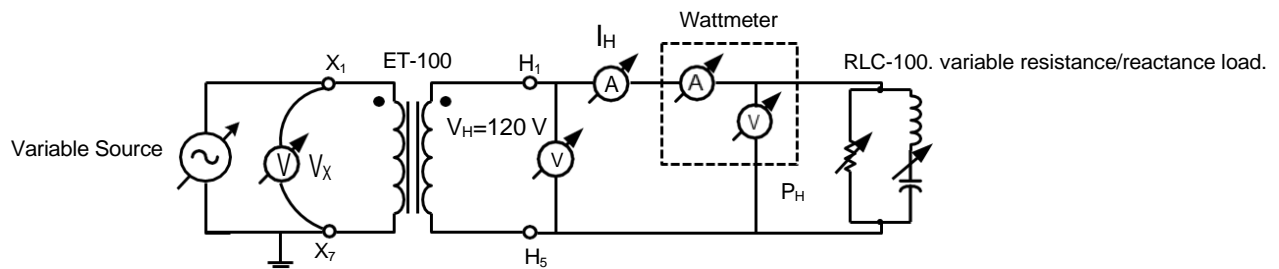 Wattmeter
I_H
X₁
ET-100
H₁
A
A
RLC-100. variable resistance/reactance load.
V_H=120 V
V
Variable Source
V
V_X
V
P_H
X₇
H₅